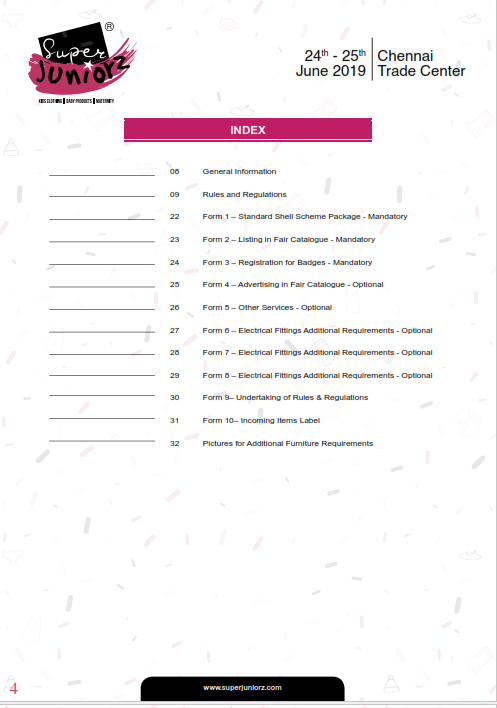 Super
Juniorz
®
KIDS CLOTHING | BABY PRODUCTS | MATERNITY
24th - 25th
June 2019
Chennai
Trade Center
INDEX
08 General Information
09 Rules and Regulations
22 Form 1 – Standard Shell Scheme Package - Mandatory
23 Form 2 – Listing in Fair Catalogue - Mandatory
24 Form 3 – Registration for Badges - Mandatory
25 Form 4 – Advertising in Fair Catalogue - Optional
26 Form 5 – Other Services - Optional
27 Form 6 – Electrical Fittings Additional Requirements - Optional
28 Form 7 – Electrical Fittings Additional Requirements - Optional
29 Form 8 – Electrical Fittings Additional Requirements - Optional
30 Form 9– Undertaking of Rules & Regulations
31 Form 10– Incoming Items Label
32 Pictures for Additional Furniture Requirements
4
www.superjuniorz.com